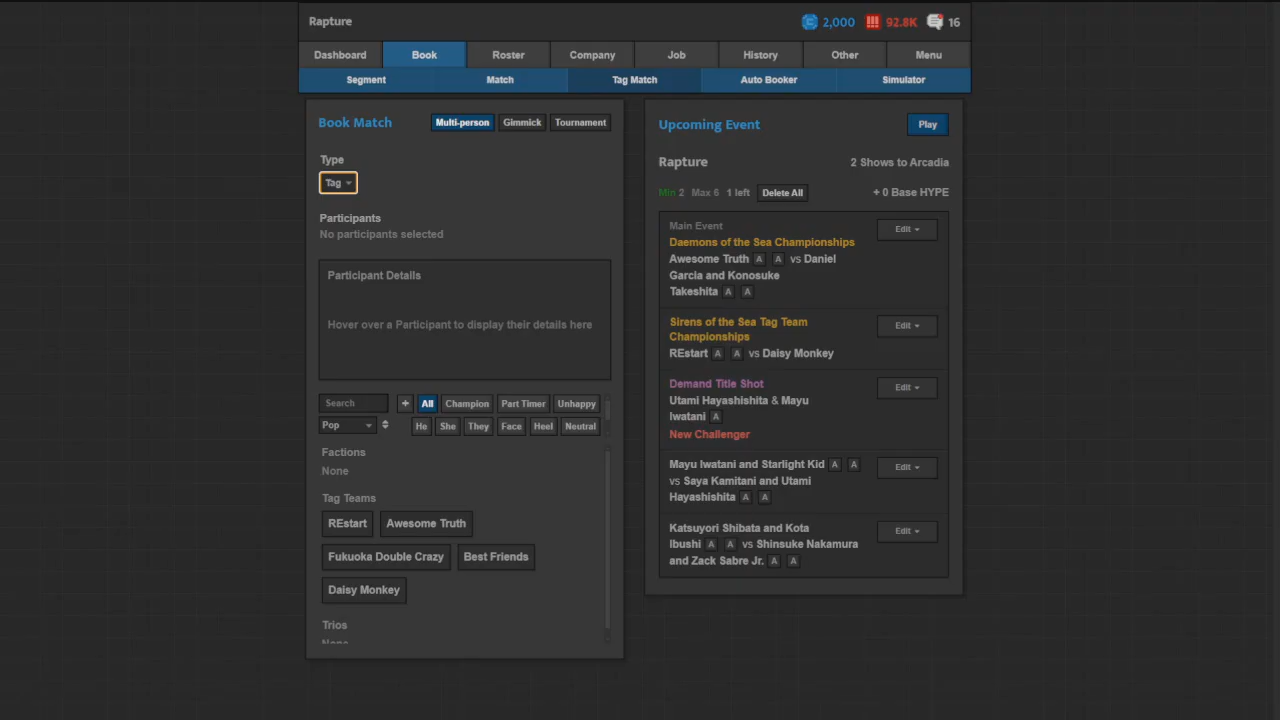 Rapture
2,000
92.8K
16
Dashboard
Book
Roster
Company
Job
History
Other
Menu
Segment
Match
Tag Match
Auto Booker
Simulator
Book Match
Multi-person
Gimmick
Tournament
Type
Tag
Participants
No participants selected
Participant Details
Hover over a Participant to display their details here
Search
+
All
Champion
Part Timer
Unhappy
Pop
He
She
They
Face
Heel
Neutral
Factions
None
Tag Teams
REstart
Awesome Truth
Fukuoka Double Crazy
Best Friends
Daisy Monkey
Trios
None
Upcoming Event
Play
Rapture
2 Shows to Arcadia
Min 2 Max 6 1 left
Delete All
+ 0 Base HYPE
Main Event
Edit
Daemons of the Sea Championships
Awesome Truth A A vs Daniel
Garcia and Konosuke
Takeshita A A
Sirens of the Sea Tag Team
Championships
Edit
REstart A A vs Daisy Monkey
Demand Title Shot
Edit
Utami Hayashishita & Mayu
Iwatani A
New Challenger
Mayu Iwatani and Starlight Kid A A
Edit
vs Saya Kamitani and Utami
Hayashishita A A
Katsuyori Shibata and Kota
Edit
Ibushi A A vs Shinsuke Nakamura
and Zack Sabre Jr. A A